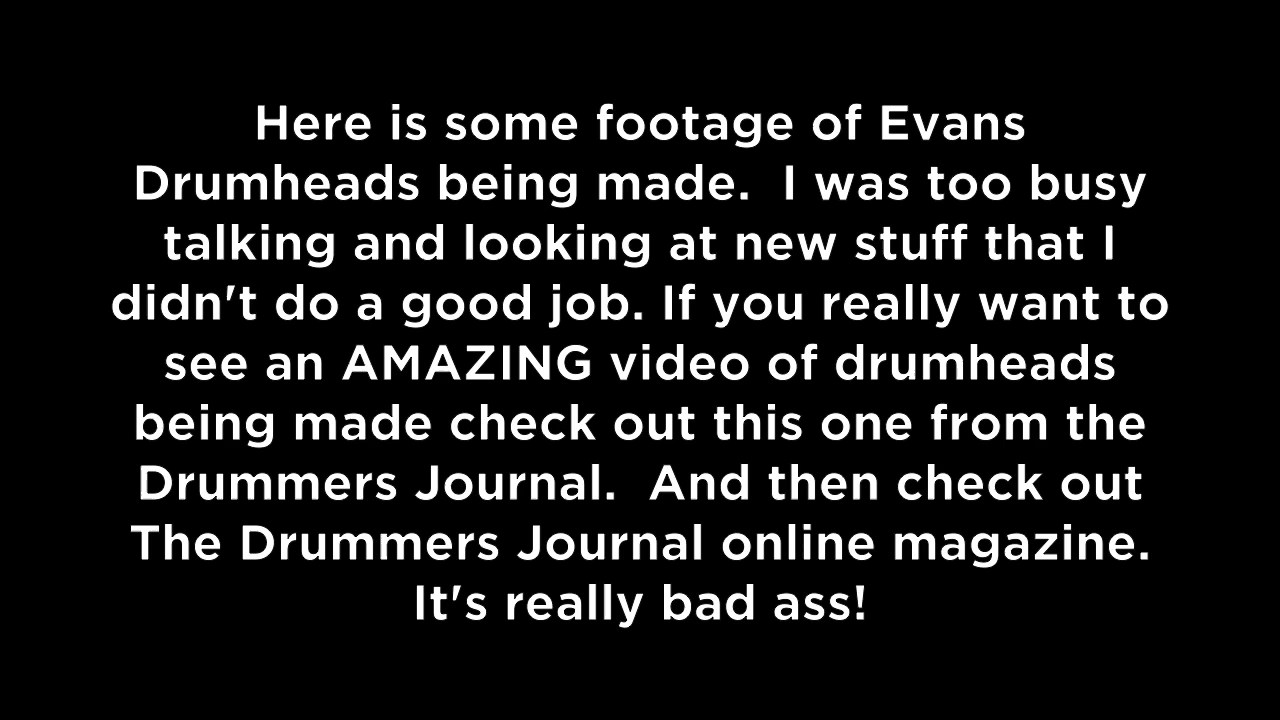 Here is some footage of Evans
Drumheads being made.  I was too busy
talking and looking at new stuff that I
didn't do a good job. If you really want to
see an AMAZING video of drumheads
being made check out this one from the
Drummers Journal.  And then check out
The Drummers Journal online magazine.
It's really bad ass!